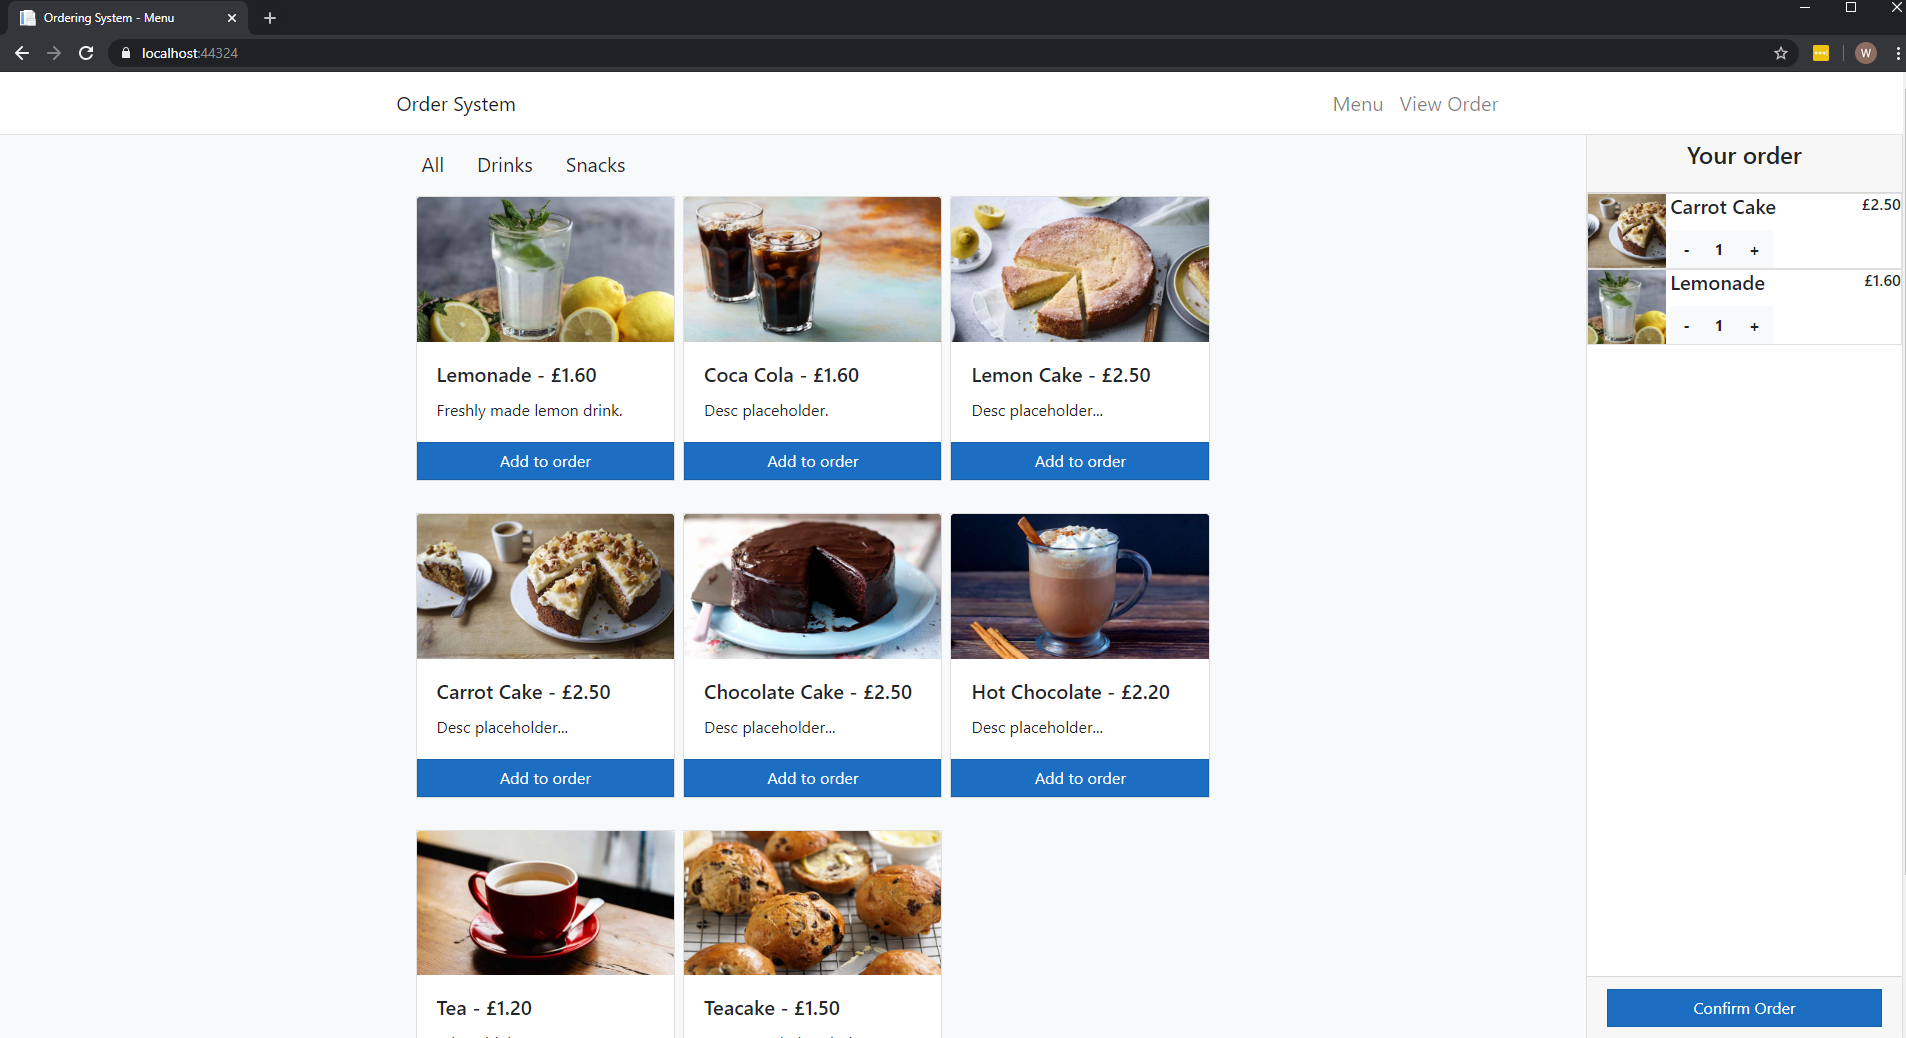 Ordering System - Menu
localhost:44324
W
Order System
Menu View Order
All Drinks Snacks
Lemonade - £1.60
Freshly made lemon drink.
Add to order
Coca Cola - £1.60
Desc placeholder.
Add to order
Lemon Cake - £2.50
Desc placeholder...
Add to order
Carrot Cake - £2.50
Desc placeholder...
Add to order
Chocolate Cake - £2.50
Desc placeholder...
Add to order
Hot Chocolate - £2.20
Desc placeholder...
Add to order
Tea - £1.20
Teacake - £1.50
Your order
Carrot Cake £2.50
- 1 +
Lemonade £1.60
- 1 +
Confirm Order